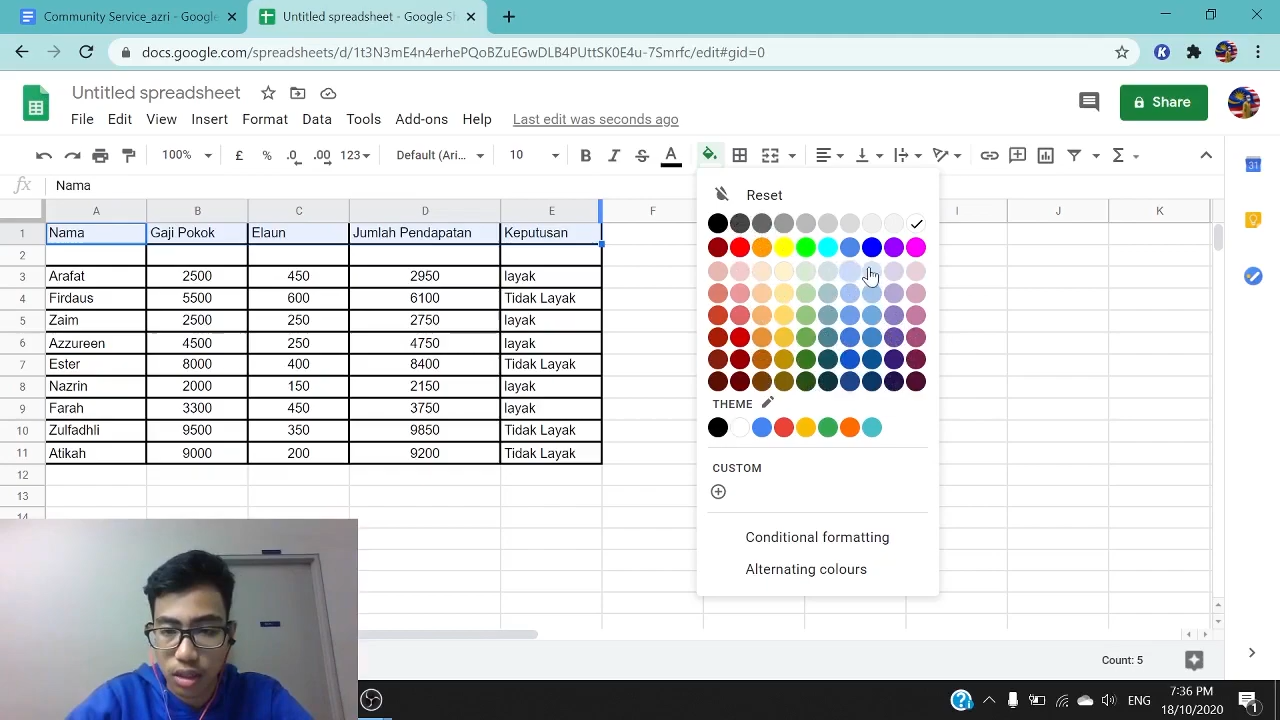 Community Service_azri - Google
Untitled spreadsheet - Google Sh
docs.google.com/spreadsheets/d/1t3N3mE4n4erhePQoBZuEGwDLB4PUttSK0E4u-7Smrfc/edit#gid=0
Untitled spreadsheet
Share
File Edit View Insert Format Data Tools Add-ons Help Last edit was seconds ago
100% £ % .0 .00 123 Default (Ari... 10 B I S A Σ
fx Nama
Reset
A B C D E F I J K
Nama Gaji Pokok Elaun Jumlah Pendapatan Keputusan
2
3 Arafat 2500 450 2950 layak
4 Firdaus 5500 600 6100 Tidak Layak
5 Zaim 2500 250 2750 layak
6 Azzureen 4500 250 4750 layak
7 Ester 8000 400 8400 Tidak Layak
8 Nazrin 2000 150 2150 layak
9 Farah 3300 450 3750 layak
10 Zulfadhli 9500 350 9850 Tidak Layak
11 Atikah 9000 200 9200 Tidak Layak
12
13
14
THEME
CUSTOM
Conditional formatting
Alternating colours
31
Count: 5
ENG
7:36 PM
18/10/2020
1